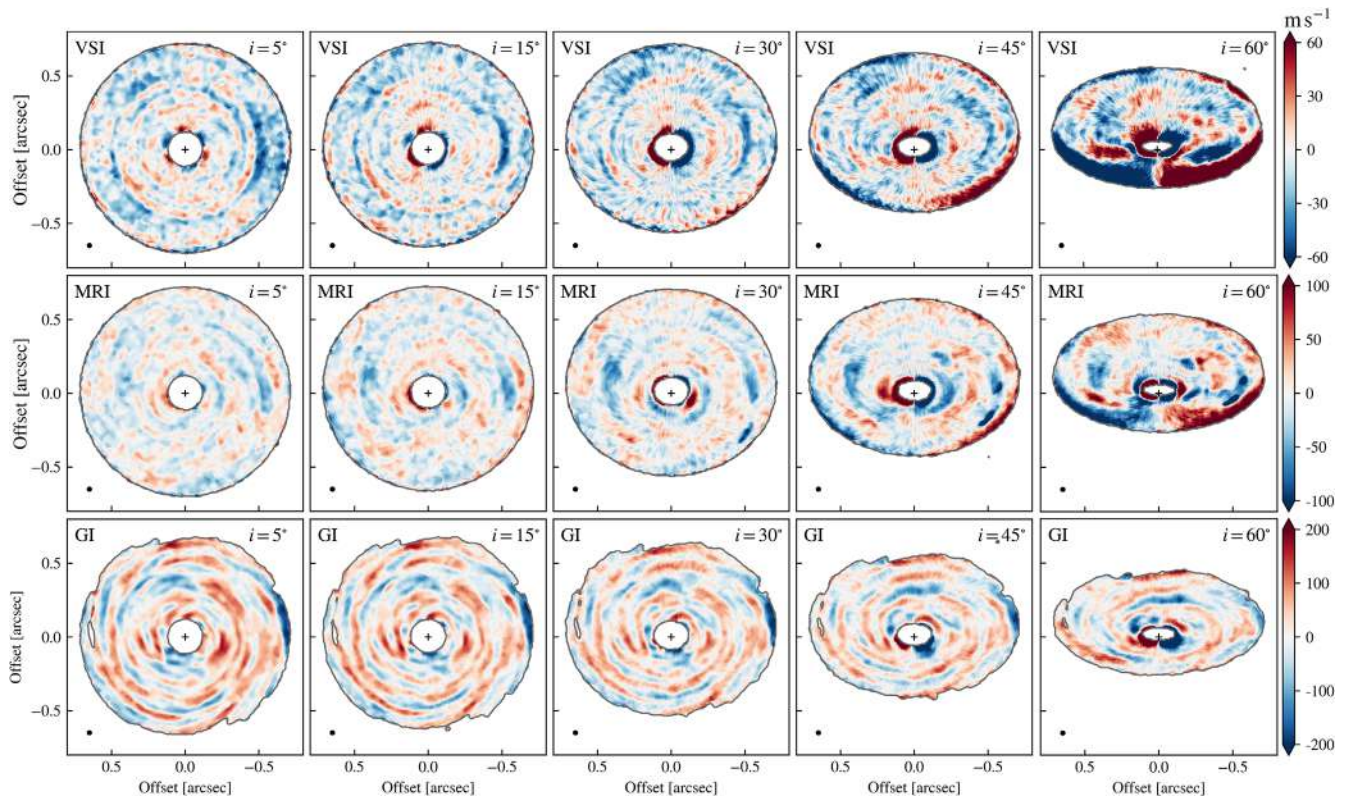 m s⁻¹
VSI i = 5° VSI i = 15° VSI i = 30° VSI i = 45° VSI i = 60°
60
0.5
30
Offset [arcsec]
0.0
0
-30
−0.5
-60
MRI i = 5° MRI i = 15° MRI i = 30° MRI i = 45° MRI i = 60°
100
0.5
50
Offset [arcsec]
0.0
0
-50
−0.5
-100
GI i = 5° GI i = 15° GI i = 30° GI i = 45° GI i = 60°
200
0.5
100
Offset [arcsec]
0.0
0
-100
−0.5
-200
0.5 0.0 −0.5 0.5 0.0 −0.5 0.5 0.0 −0.5 0.5 0.0 −0.5 0.5 0.0 −0.5
Offset [arcsec] Offset [arcsec] Offset [arcsec] Offset [arcsec] Offset [arcsec]